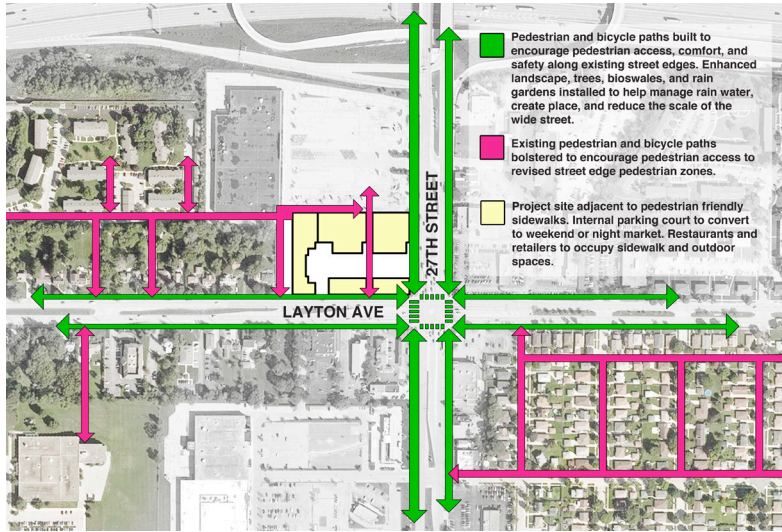 Pedestrian and bicycle paths built to
encourage pedestrian access, comfort, and
safety along existing street edges. Enhanced
landscape, trees, bioswales, and rain
gardens installed to help manage rain water,
create place, and reduce the scale of the
wide street.
Existing pedestrian and bicycle paths
bolstered to encourage pedestrian access to
revised street edge pedestrian zones.
Project site adjacent to pedestrian friendly
sidewalks. Internal parking court to convert
to weekend or night market. Restaurants and
retailers to occupy sidewalk and outdoor
spaces.
27TH STREET
LAYTON AVE